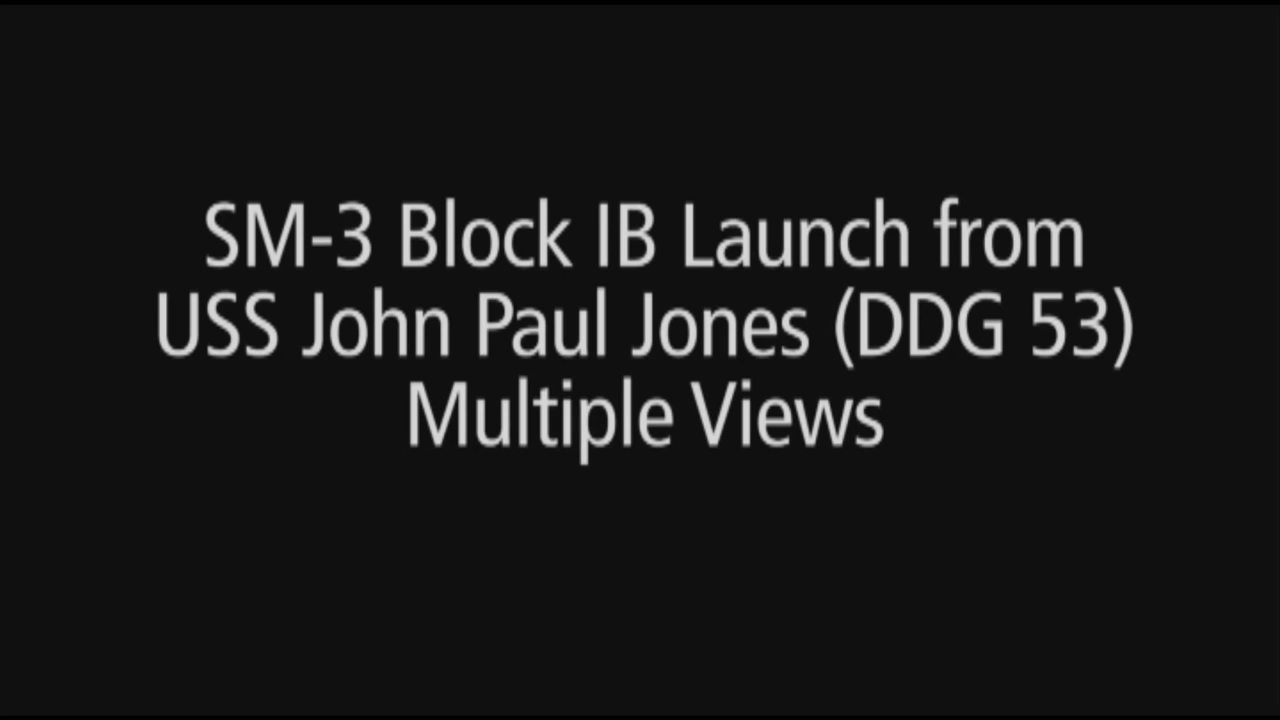 SM-3 Block IB Launch from
USS John Paul Jones (DDG 53)
Multiple Views